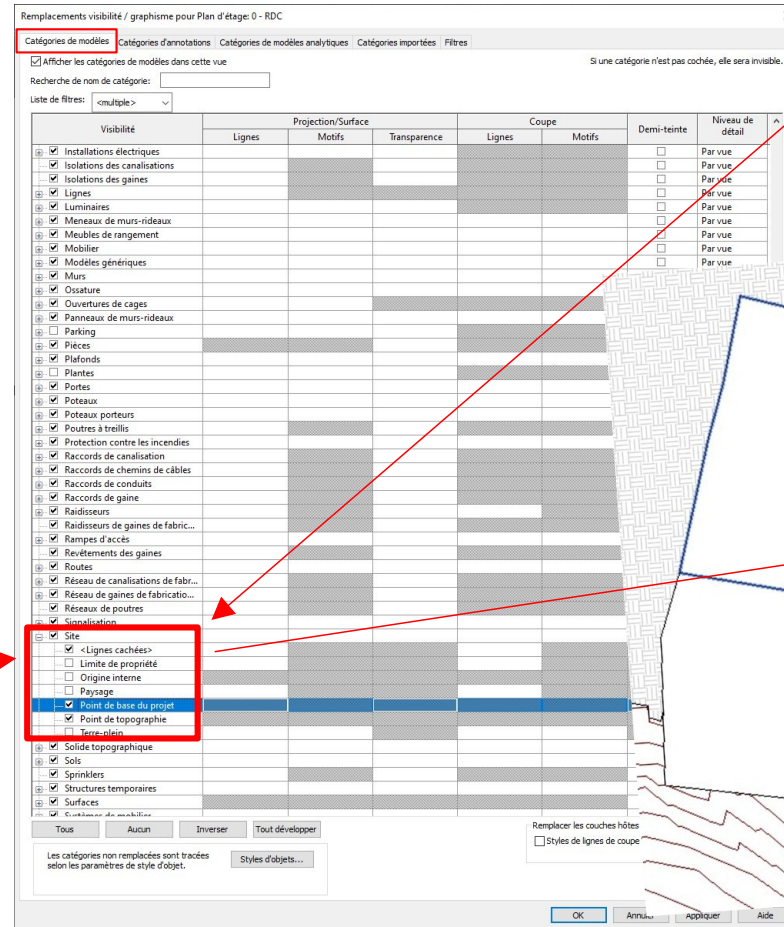 Remplacements visibilité / graphisme pour Plan d'étage: 0 - RDC
Catégories de modèles Catégories d'annotations Catégories de modèles analytiques Catégories importées Filtres
Afficher les catégories de modèles dans cette vue Si une catégorie n'est pas cochée, elle sera invisible.
Recherche de nom de catégorie:
Liste de filtres: <multiple>
Visibilité Projection/Surface Coupe Demi-teinte Niveau de détail
Lignes Motifs Transparence Lignes Motifs
Installations électriques Par vue
Isolations des canalisations Par vue
Isolations des gaines Par vue
Lignes Par vue
Luminaires Par vue
Meneaux de murs-rideaux Par vue
Meubles de rangement Par vue
Mobilier Par vue
Modèles génériques Par vue
Murs
Ossature
Ouvertures de cages
Panneaux de murs-rideaux
Parking
Pièces
Plafonds
Plantes
Portes
Poteaux
Poteaux porteurs
Poutres à treillis
Protection contre les incendies
Raccords de canalisation
Raccords de chemins de câbles
Raccords de conduits
Raccords de gaine
Raidisseurs
Raidisseurs de gaines de fabric...
Rampes d'accès
Revêtements des gaines
Routes
Réseau de canalisations de fabr...
Réseau de gaines de fabricatio...
Réseaux de poutres
Signalisation
Site
<Lignes cachées>
Limite de propriété
Origine interne
Paysage
Point de base du projet
Point de topographie
Terre-plein
Solide topographique
Sols
Sprinklers
Structures temporaires
Surfaces
Systèmes de mobilier
Tous Aucun Inverser Tout développer
Remplacer les couches hôtes
Styles de lignes de coupe
Les catégories non remplacées sont tracées
selon les paramètres de style d'objet.
Styles d'objets...
OK Annuler Appliquer Aide